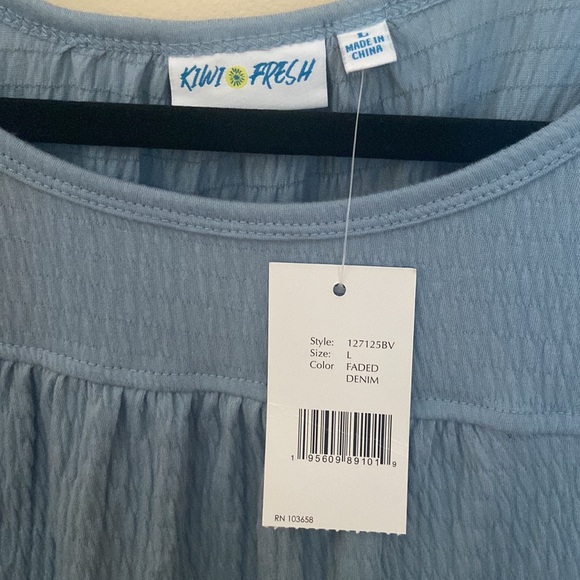 KIWI FRESH
L
MADE IN
CHINA
Style: 127125BV
Size: L
Color FADED
DENIM
1 95609 89101 9
RN 103658